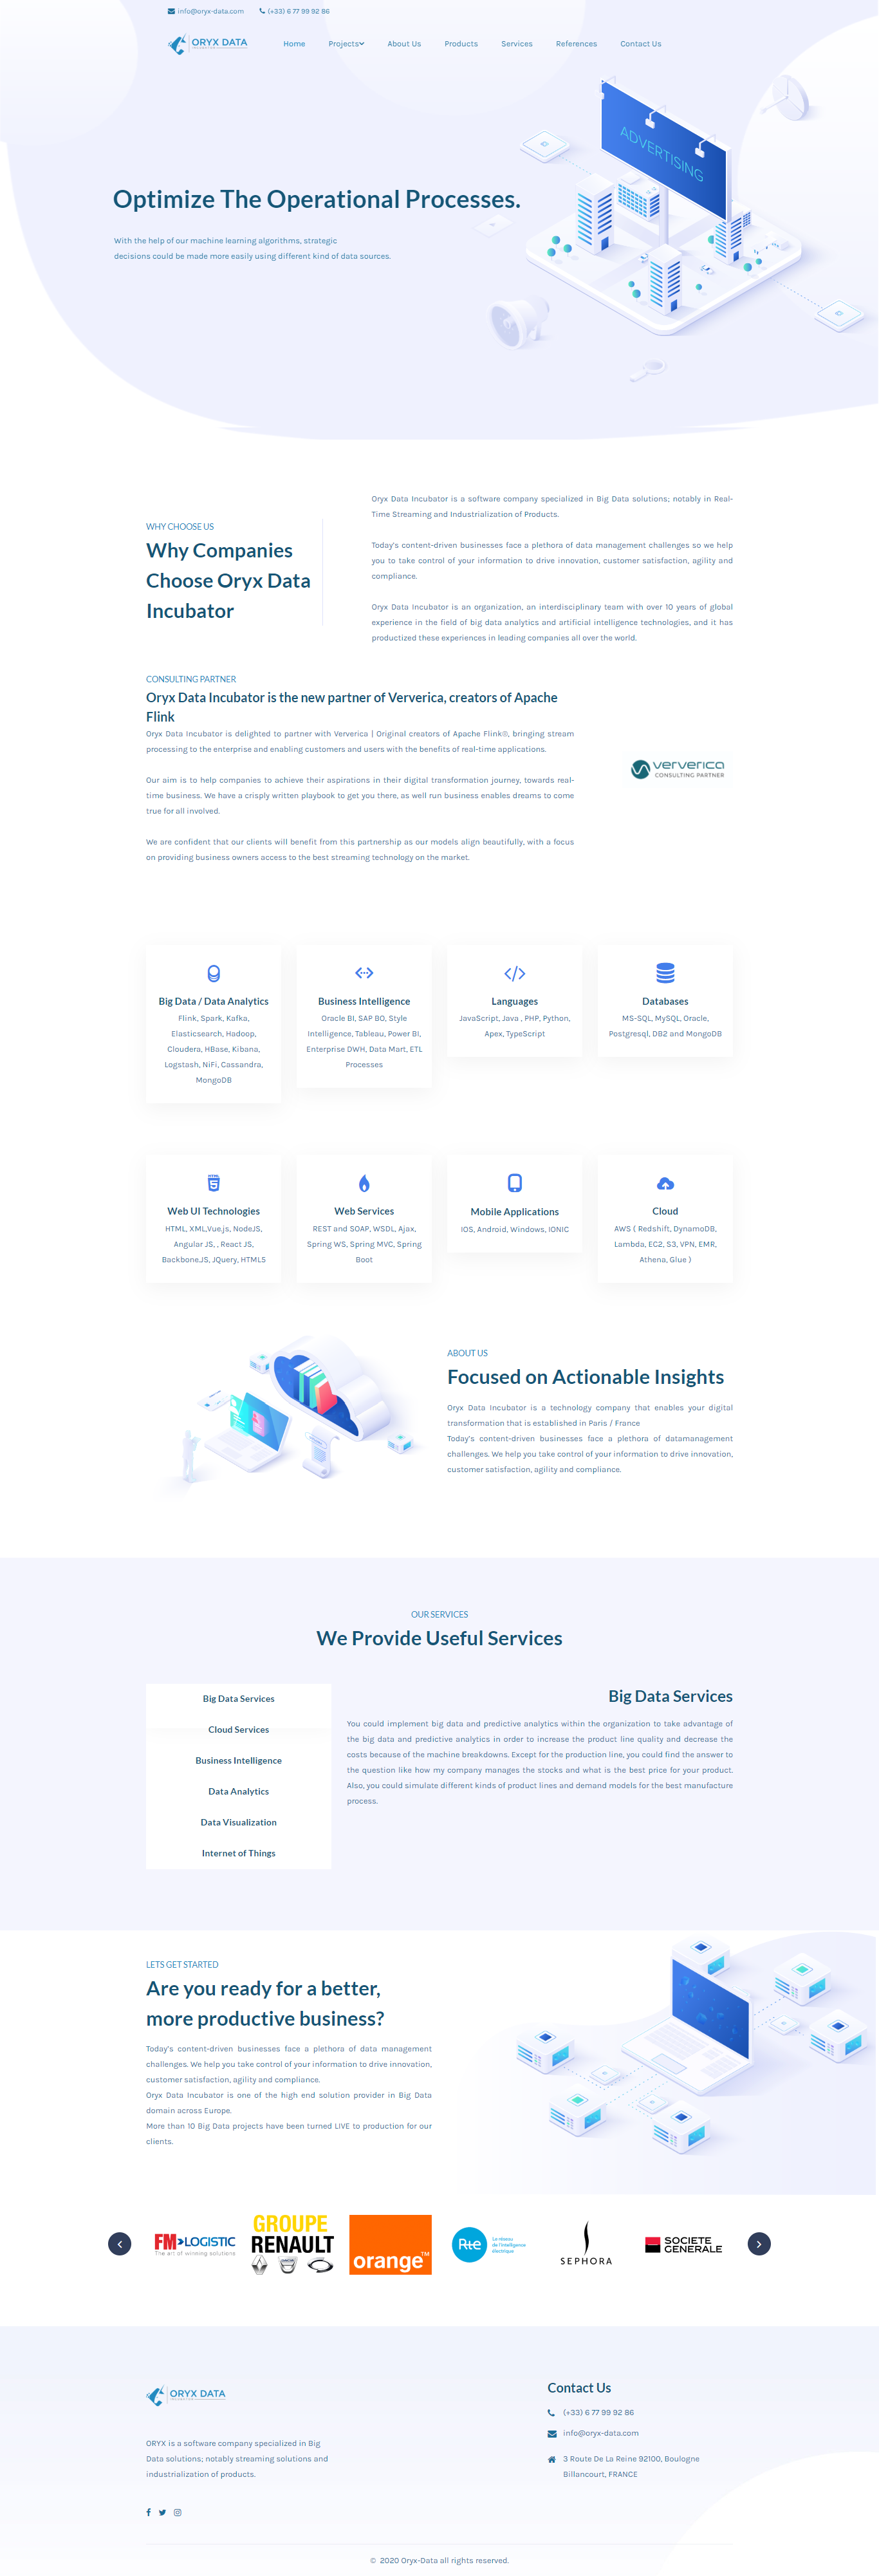 info@oryx-data.com (+33) 6 77 99 92 86
ORYX DATA
Home Projects About Us Products Services References Contact Us
ADVERTISING
Optimize The Operational Processes.
With the help of our machine learning algorithms, strategic
decisions could be made more easily using different kind of data sources.
WHY CHOOSE US
Why Companies
Choose Oryx Data
Incubator
Oryx Data Incubator is a software company specialized in Big Data solutions; notably in Real-
Time Streaming and Industrialization of Products.
Today's content-driven businesses face a plethora of data management challenges so we help
you to take control of your information to drive innovation, customer satisfaction, agility and
compliance.
Oryx Data Incubator is an organization, an interdisciplinary team with over 10 years of global
experience in the field of big data analytics and artificial intelligence technologies, and it has
productized these experiences in leading companies all over the world.
CONSULTING PARTNER
Oryx Data Incubator is the new partner of Ververica, creators of Apache
Flink
Oryx Data Incubator is delighted to partner with Ververica | Original creators of Apache Flink®, bringing stream
processing to the enterprise and enabling customers and users with the benefits of real-time applications.
Our aim is to help companies to achieve their aspirations in their digital transformation journey, towards real-
time business. We have a crisply written playbook to get you there, as well run business enables dreams to come
true for all involved.
We are confident that our clients will benefit from this partnership as our models align beautifully, with a focus
on providing business owners access to the best streaming technology on the market.
ververica
CONSULTING PARTNER
Big Data / Data Analytics
Flink, Spark, Kafka,
Elasticsearch, Hadoop,
Cloudera, HBase, Kibana,
Logstash, NiFi, Cassandra,
MongoDB
Business Intelligence
Oracle BI, SAP BO, Style
Intelligence, Tableau, Power BI,
Enterprise DWH, Data Mart, ETL
Processes
Languages
JavaScript, Java , PHP, Python,
Apex, TypeScript
Databases
MS-SQL, MySQL, Oracle,
Postgresql, DB2 and MongoDB
HTML
Web UI Technologies
HTML, XML,Vue.js, NodeJS,
Angular JS, , React JS,
BackboneJS, JQuery, HTML5
Web Services
REST and SOAP, WSDL, Ajax,
Spring WS, Spring MVC, Spring
Boot
Mobile Applications
IOS, Android, Windows, IONIC
Cloud
AWS ( Redshift, DynamoDB,
Lambda, EC2, S3, VPN, EMR,
Athena, Glue )
ABOUT US
Focused on Actionable Insights
Oryx Data Incubator is a technology company that enables your digital
transformation that is established in Paris / France
Today's content-driven businesses face a plethora of datamanagement
challenges. We help you take control of your information to drive innovation,
customer satisfaction, agility and compliance.
OUR SERVICES
We Provide Useful Services
Big Data Services
Cloud Services
Business Intelligence
Data Analytics
Data Visualization
Internet of Things
Big Data Services
You could implement big data and predictive analytics within the organization to take advantage of
the big data and predictive analytics in order to increase the product line quality and decrease the
costs because of the machine breakdowns. Except for the production line, you could find the answer to
the question like how my company manages the stocks and what is the best price for your product.
Also, you could simulate different kinds of product lines and demand models for the best manufacture
process.
LETS GET STARTED
Are you ready for a better,
more productive business?
Today's content-driven businesses face a plethora of data management
challenges. We help you take control of your information to drive innovation,
customer satisfaction, agility and compliance.
Oryx Data Incubator is one of the high end solution provider in Big Data
domain across Europe.
More than 10 Big Data projects have been turned LIVE to production for our
clients.
FM LOGISTIC
The art of winning solutions
GROUPE
RENAULT
orange™
Rte
Le réseau
de l'intelligence
électrique
SEPHORA
SOCIETE
GENERALE
ORYX DATA
ORYX is a software company specialized in Big
Data solutions; notably streaming solutions and
industrialization of products.
Contact Us
(+33) 6 77 99 92 86
info@oryx-data.com
3 Route De La Reine 92100, Boulogne
Billancourt, FRANCE
© 2020 Oryx-Data all rights reserved.